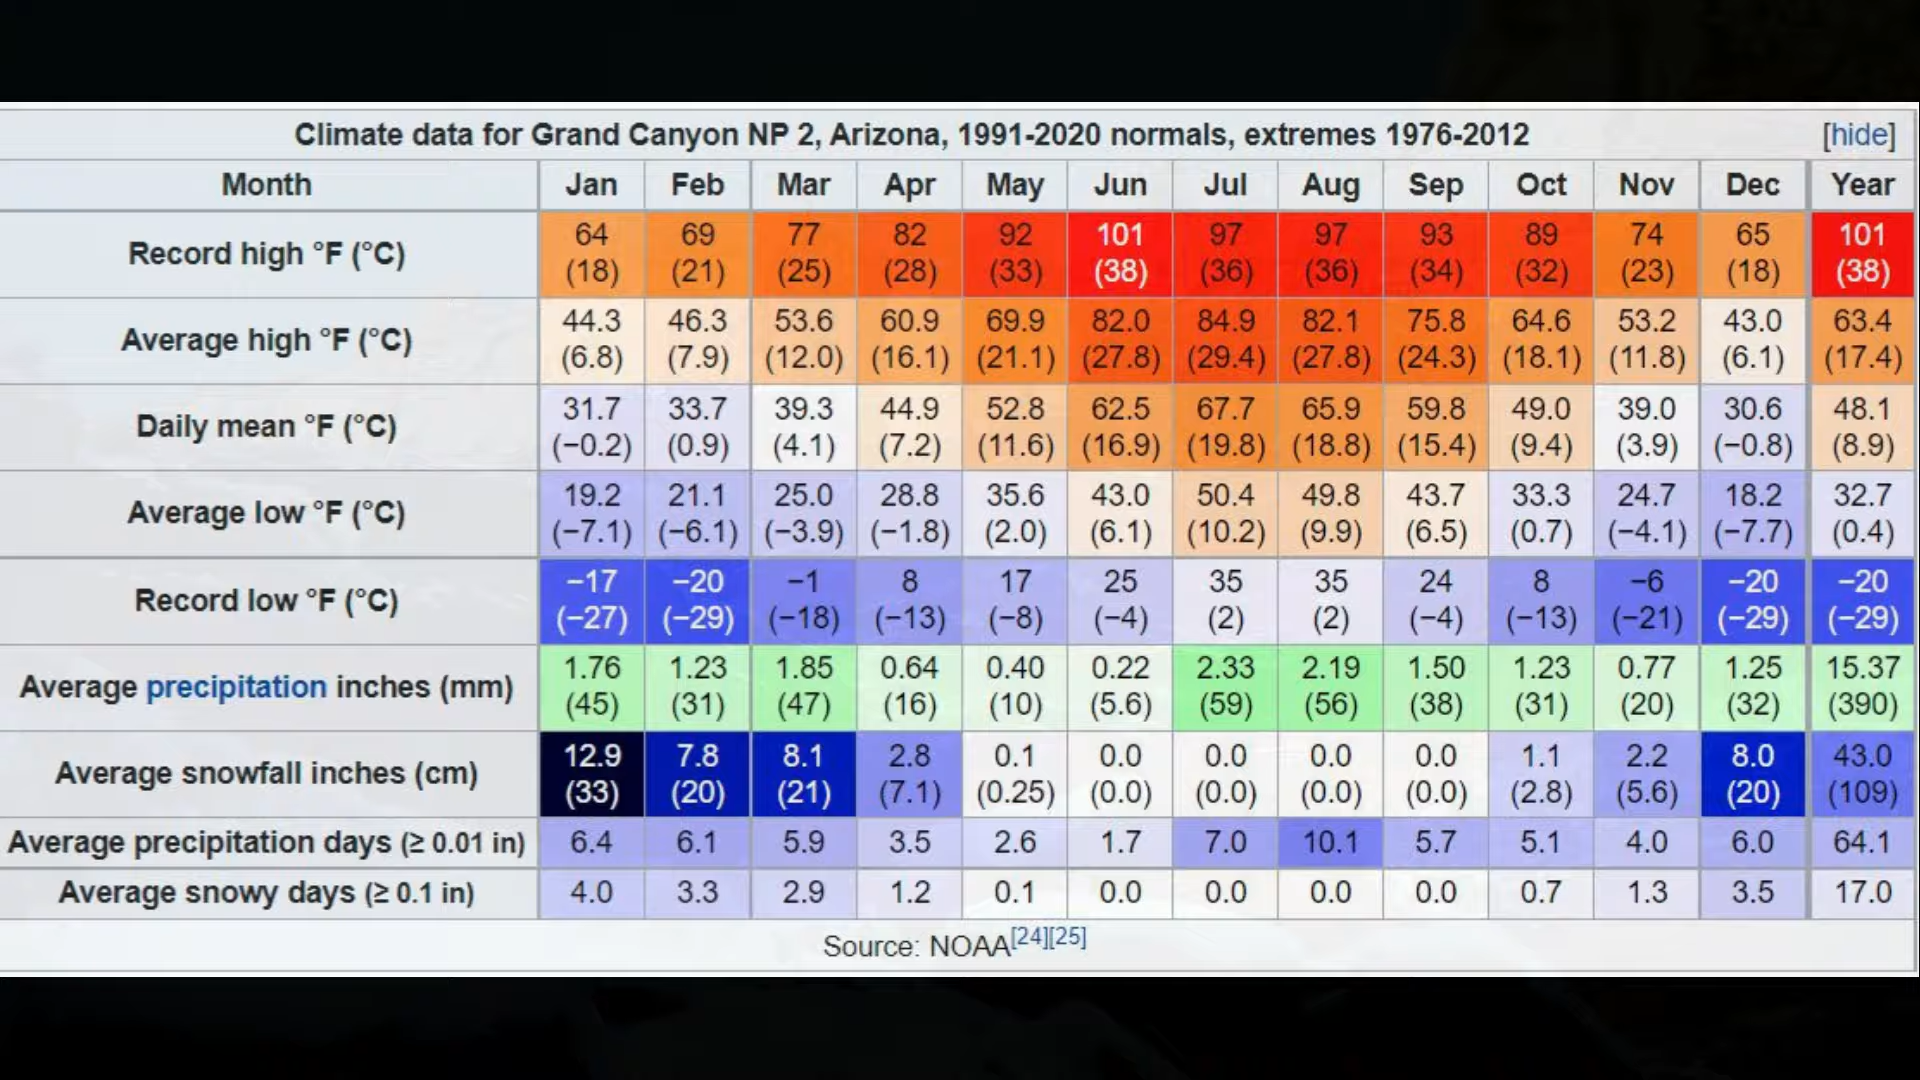 Climate data for Grand Canyon NP 2, Arizona, 1991-2020 normals, extremes 1976-2012 [hide]
Month Jan Feb Mar Apr May Jun Jul Aug Sep Oct Nov Dec Year
Record high °F (°C) 64 (18) 69 (21) 77 (25) 82 (28) 92 (33) 101 (38) 97 (36) 97 (36) 93 (34) 89 (32) 74 (23) 65 (18) 101 (38)
Average high °F (°C) 44.3 (6.8) 46.3 (7.9) 53.6 (12.0) 60.9 (16.1) 69.9 (21.1) 82.0 (27.8) 84.9 (29.4) 82.1 (27.8) 75.8 (24.3) 64.6 (18.1) 53.2 (11.8) 43.0 (6.1) 63.4 (17.4)
Daily mean °F (°C) 31.7 (−0.2) 33.7 (0.9) 39.3 (4.1) 44.9 (7.2) 52.8 (11.6) 62.5 (16.9) 67.7 (19.8) 65.9 (18.8) 59.8 (15.4) 49.0 (9.4) 39.0 (3.9) 30.6 (−0.8) 48.1 (8.9)
Average low °F (°C) 19.2 (−7.1) 21.1 (−6.1) 25.0 (−3.9) 28.8 (−1.8) 35.6 (2.0) 43.0 (6.1) 50.4 (10.2) 49.8 (9.9) 43.7 (6.5) 33.3 (0.7) 24.7 (−4.1) 18.2 (−7.7) 32.7 (0.4)
Record low °F (°C) −17 (−27) −20 (−29) −1 (−18) 8 (−13) 17 (−8) 25 (−4) 35 (2) 35 (2) 24 (−4) 8 (−13) −6 (−21) −20 (−29) −20 (−29)
Average precipitation inches (mm) 1.76 (45) 1.23 (31) 1.85 (47) 0.64 (16) 0.40 (10) 0.22 (5.6) 2.33 (59) 2.19 (56) 1.50 (38) 1.23 (31) 0.77 (20) 1.25 (32) 15.37 (390)
Average snowfall inches (cm) 12.9 (33) 7.8 (20) 8.1 (21) 2.8 (7.1) 0.1 (0.25) 0.0 (0.0) 0.0 (0.0) 0.0 (0.0) 0.0 (0.0) 1.1 (2.8) 2.2 (5.6) 8.0 (20) 43.0 (109)
Average precipitation days (≥ 0.01 in) 6.4 6.1 5.9 3.5 2.6 1.7 7.0 10.1 5.7 5.1 4.0 6.0 64.1
Average snowy days (≥ 0.1 in) 4.0 3.3 2.9 1.2 0.1 0.0 0.0 0.0 0.0 0.7 1.3 3.5 17.0
Source: NOAA[24][25]